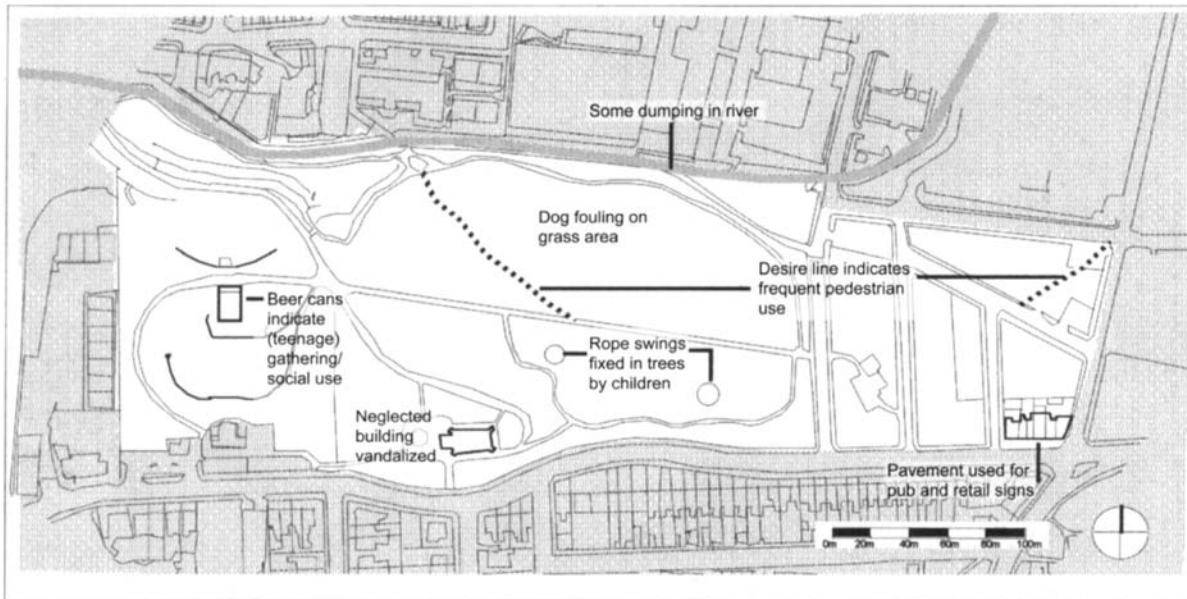 Some dumping in river
Dog fouling on
grass area
Desire line indicates
frequent pedestrian
use
Beer cans
indicate
(teenage)
gathering/
social use
Rope swings
fixed in trees
by children
Neglected
building
vandalized
Pavement used for
pub and retail signs
0m 20m 40m 60m 80m 100m